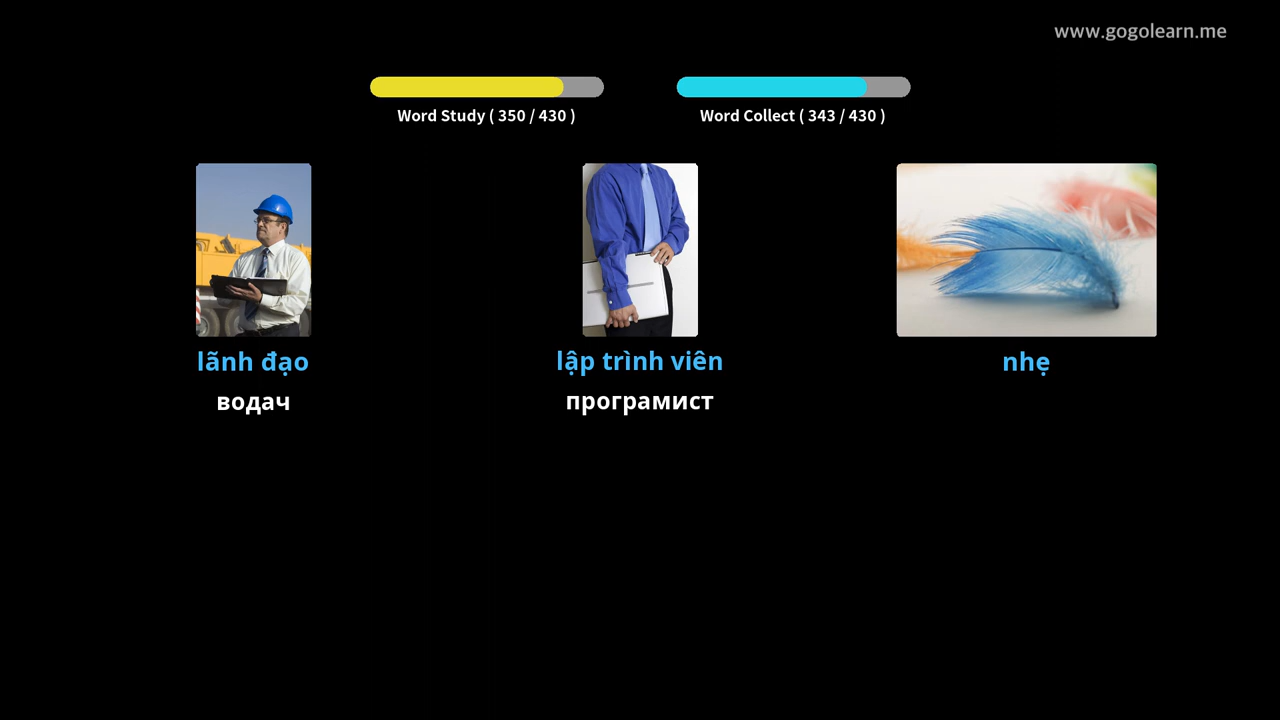 www.gogolearn.me
Word Study ( 350 / 430 )
Word Collect ( 343 / 430 )
lãnh đạo
водач
lập trình viên
програмист
nhẹ